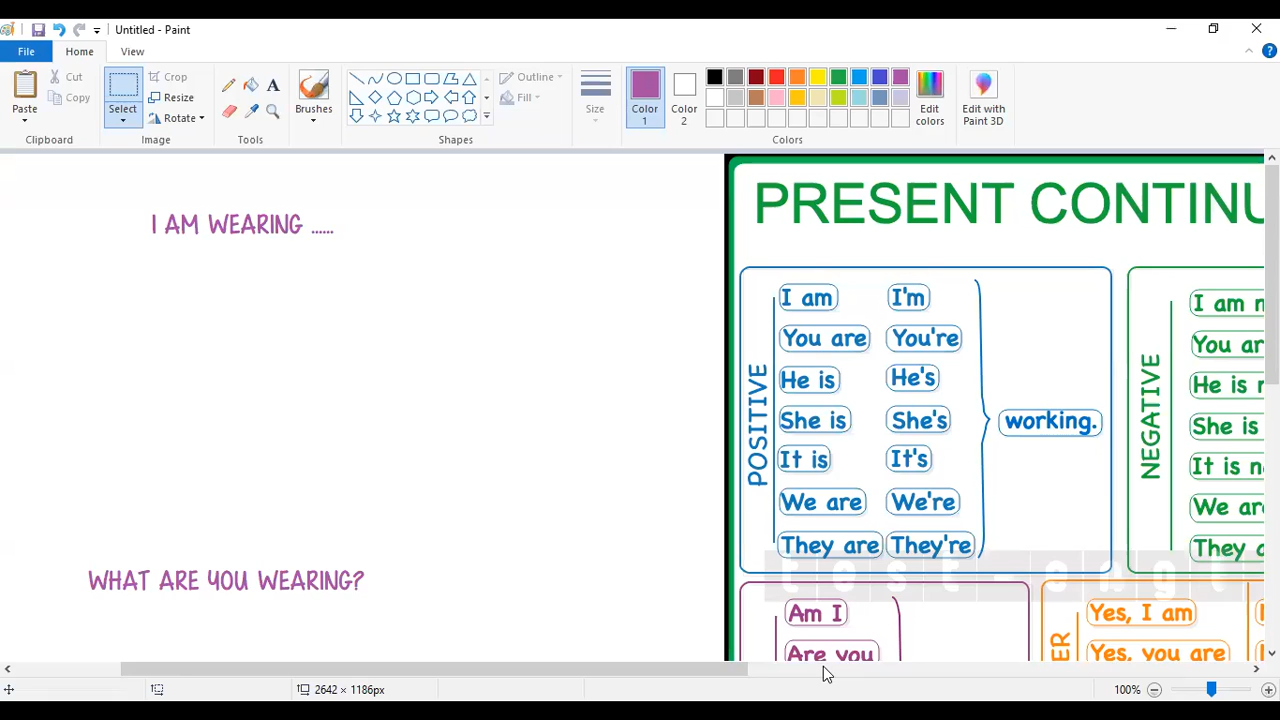 Untitled - Paint
File
Home
View
Paste
Cut
Copy
Clipboard
Select
Crop
Resize
Rotate
Image
Tools
Brushes
Shapes
Outline
Fill
Size
Color 1
Color 2
Edit colors
Edit with Paint 3D
Colors
I AM WEARING ......
WHAT ARE YOU WEARING?
PRESENT CONTINU
POSITIVE
I am I'm
You are You're
He is He's
She is She's
It is It's
We are We're
They are They're
working.
NEGATIVE
I am n
You ar
He is n
She is
It is n
We ar
They a
Am I
Are you
ER
Yes, I am
Yes, you are
2642 × 1186px
100%